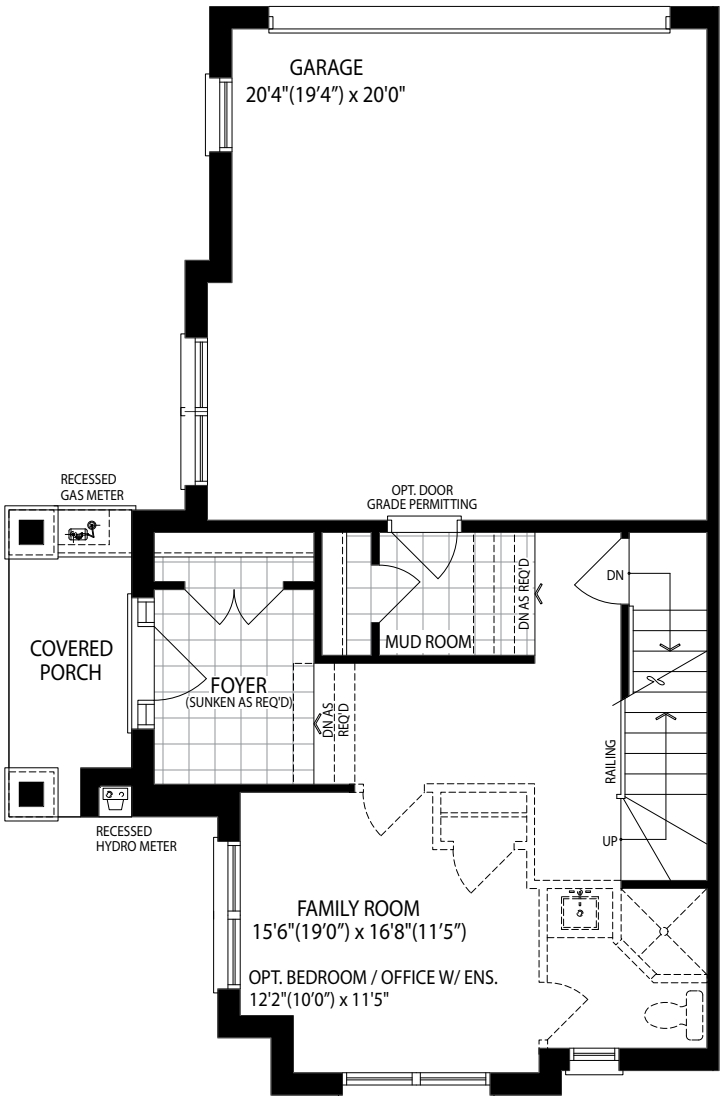 GARAGE
20'4"(19'4") x 20'0"
RECESSED
GAS METER
OPT. DOOR
GRADE PERMITTING
DN AS REQ'D
DN
MUD ROOM
COVERED
PORCH
FOYER
(SUNKEN AS REQ'D)
DN AS
REQ'D
RAILING
UP
RECESSED
HYDRO METER
FAMILY ROOM
15'6"(19'0") x 16'8"(11'5")
OPT. BEDROOM / OFFICE W/ ENS.
12'2"(10'0") x 11'5"